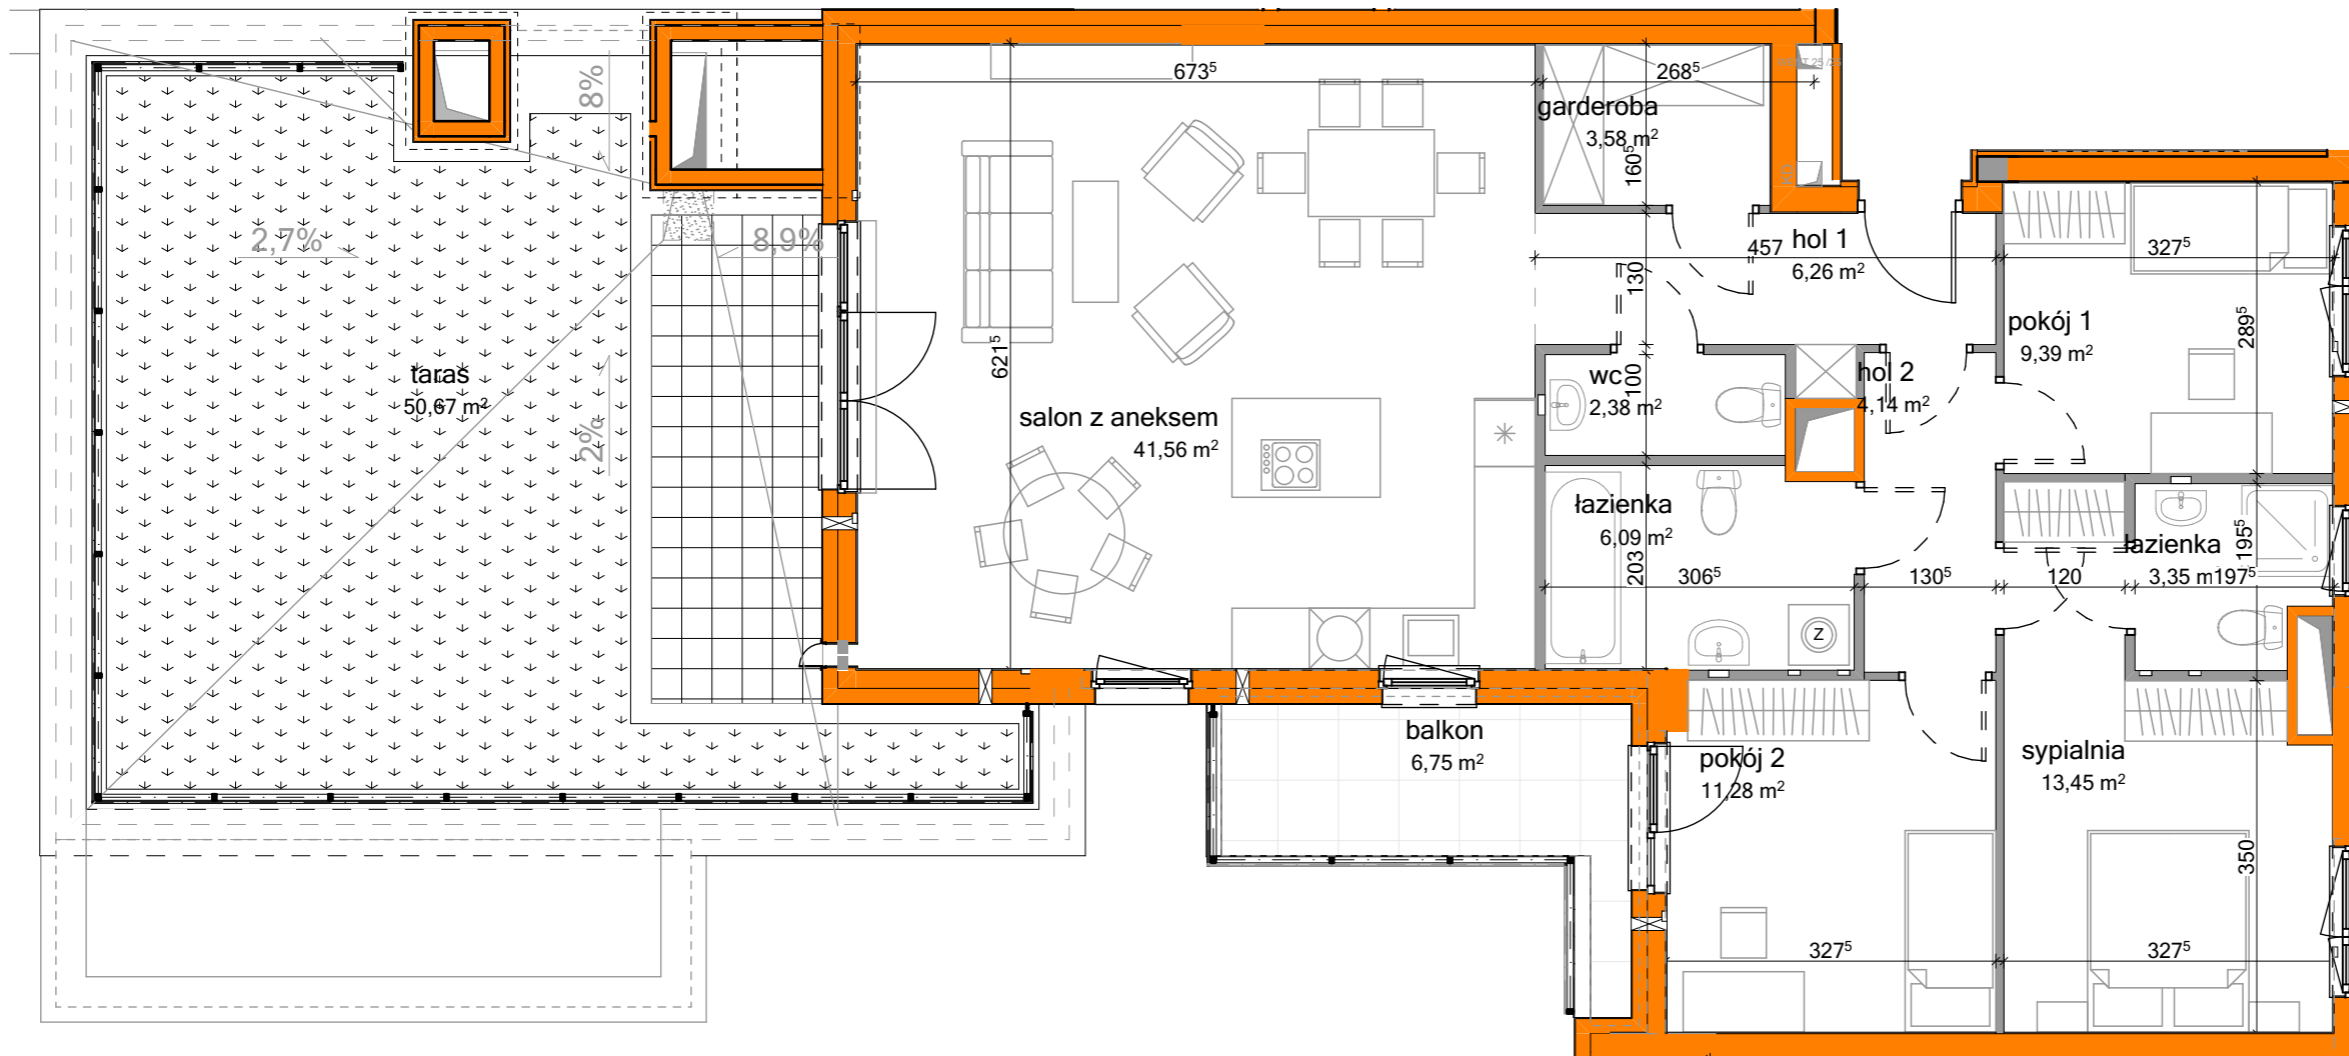 673⁵
268⁵
garderoba
3,58 m²
160⁵
8%
2,7%
8,9%
hol 1
6,26 m²
457
130
327⁵
pokój 1
9,39 m²
289⁵
621⁵
taras
50,67 m²
2%
salon z aneksem
41,56 m²
wc
2,38 m²
100
hol 2
4,14 m²
łazienka
6,09 m²
203
306⁵
130⁵
120
łazienka
3,35 m
197⁵
195⁵
Z
balkon
6,75 m²
pokój 2
11,28 m²
sypialnia
13,45 m²
350
327⁵
327⁵